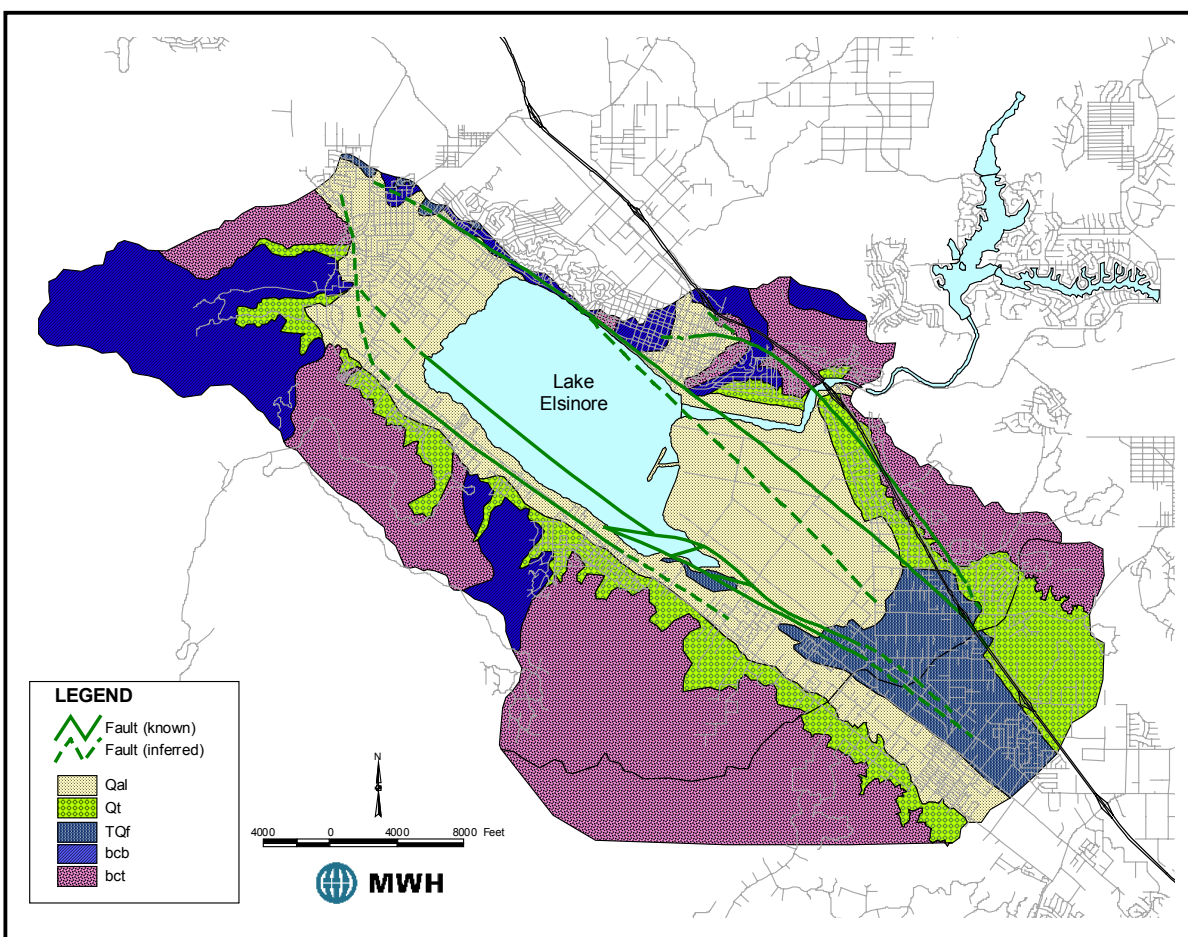 Lake
Elsinore
LEGEND
Fault (known)
Fault (inferred)
Qal
Qt
TQf
bcb
bct
N
4000 0 4000 8000 Feet
MWH